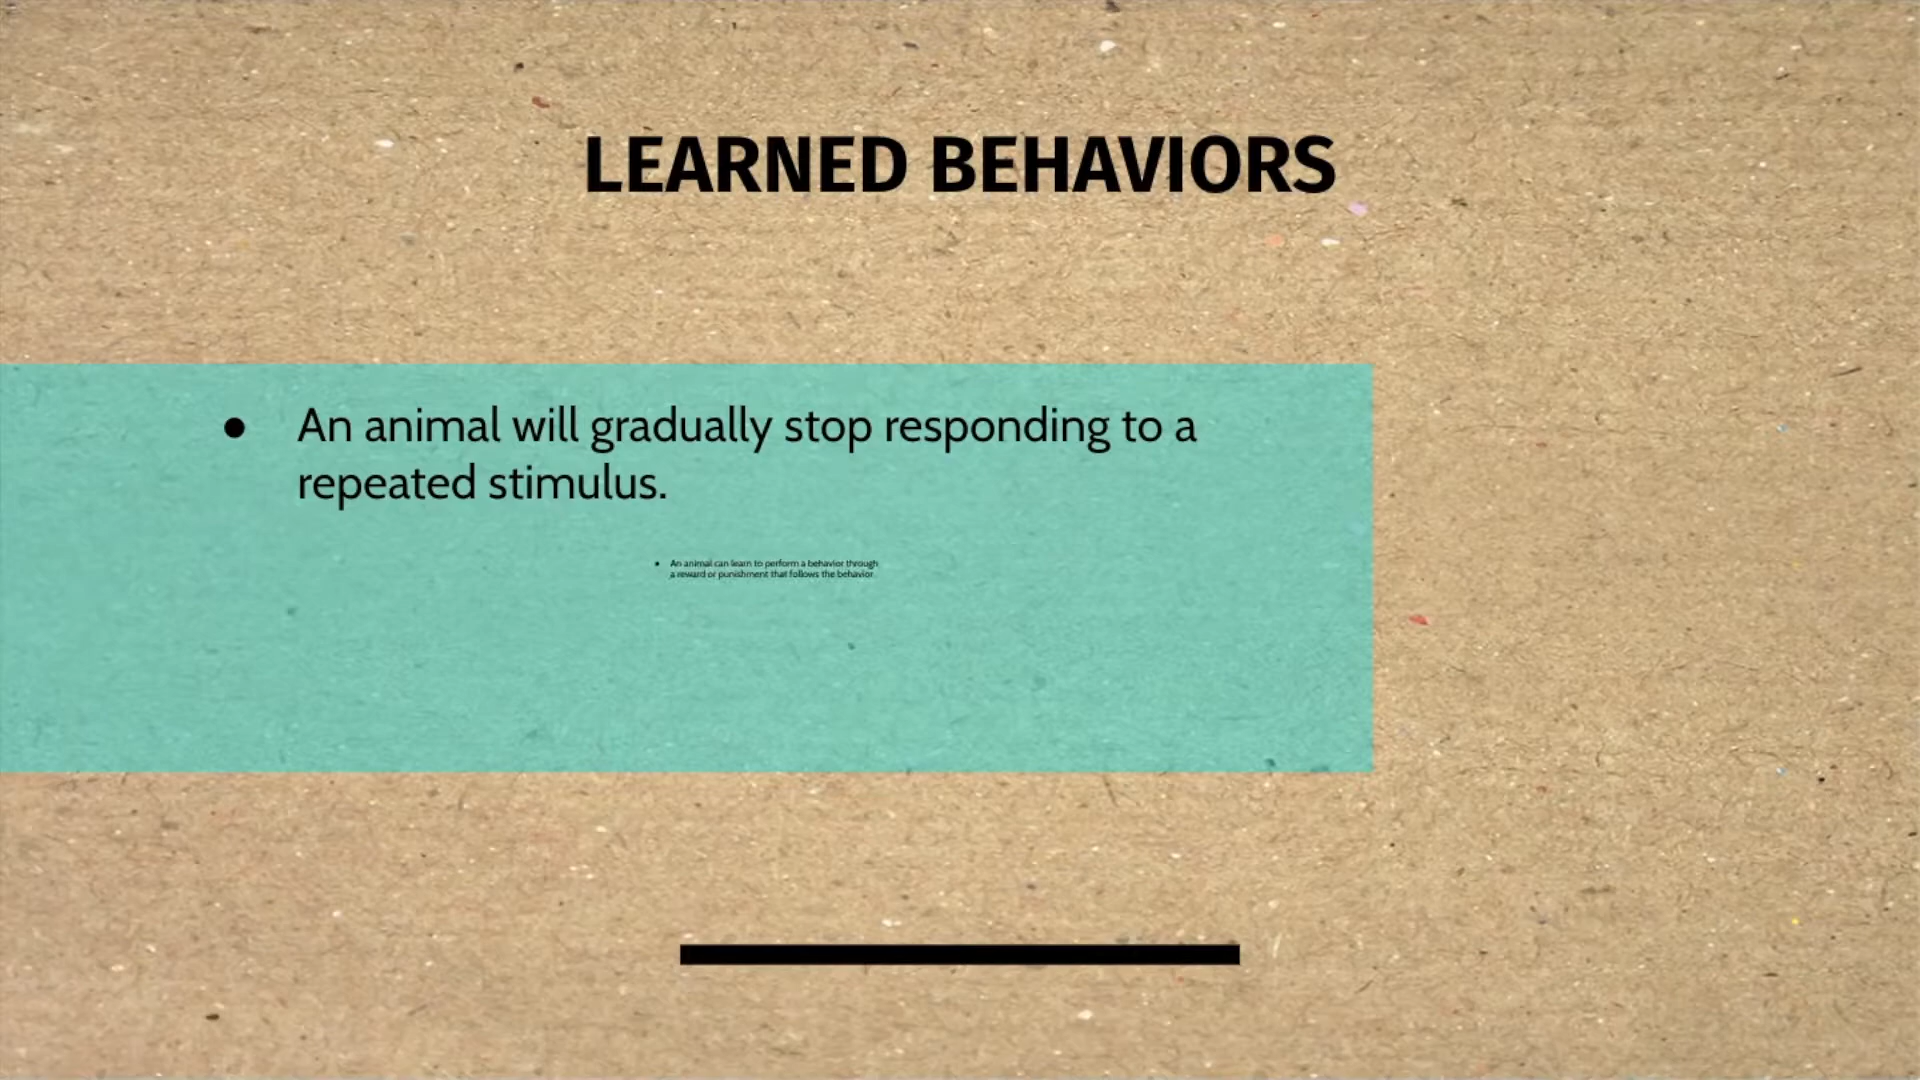 LEARNED BEHAVIORS
● An animal will gradually stop responding to a
repeated stimulus.
● An animal can learn to perform a behavior through
a reward or punishment that follows the behavior.